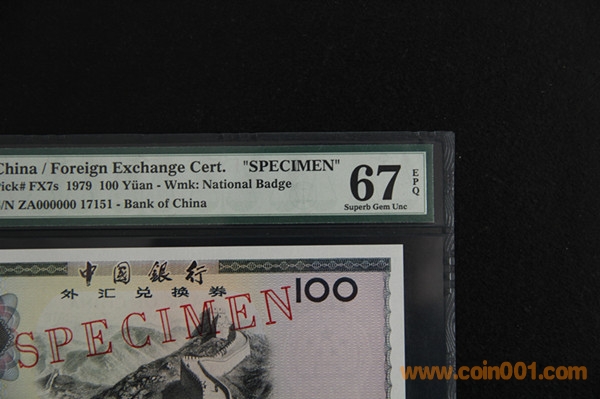 China / Foreign Exchange Cert. "SPECIMEN"
ick# FX7s 1979 100 Yüan - Wmk: National Badge
/N ZA000000 17151 - Bank of China
67
EPQ
Superb Gem Unc
中国银行
外汇兑换券
100
SPECIMEN
www.coin001.com